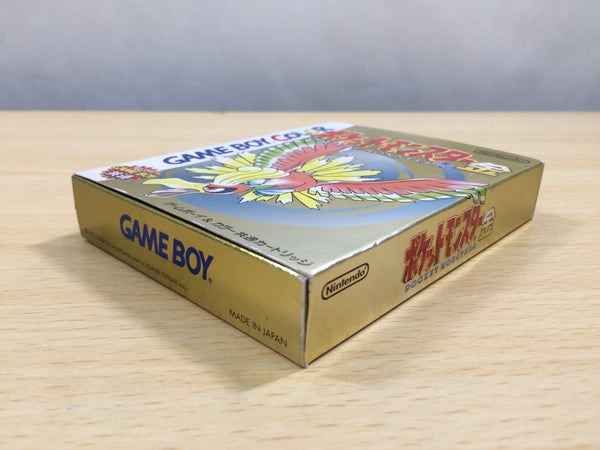 GAME BOY COLOR
ポケットモンスター金
ゲームボーイ&カラー共通カートリッジ
GAME BOY
MADE IN JAPAN
Nintendo
ポケットモンスター金
POCKET MONSTERS